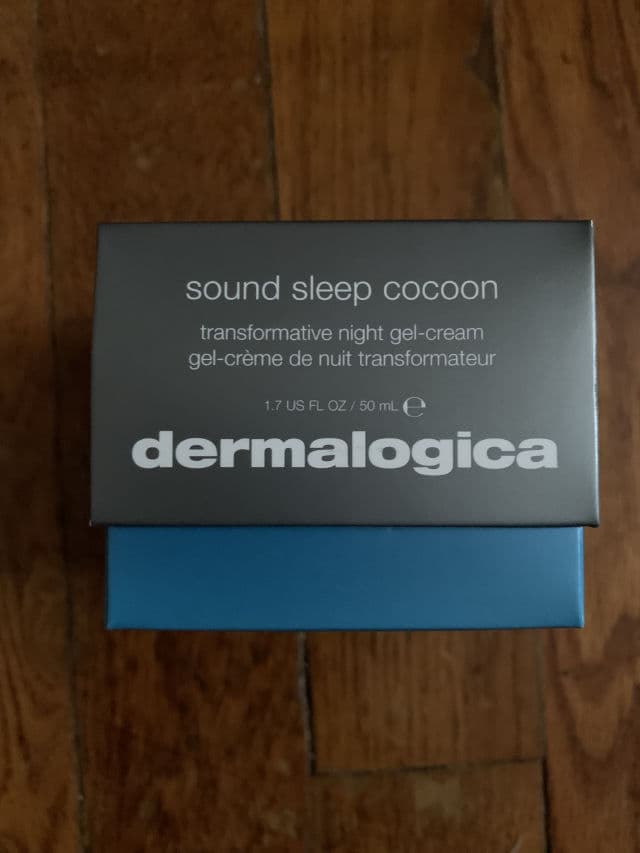 sound sleep cocoon
transformative night gel-cream
gel-crème de nuit transformateur
1.7 US FL OZ / 50 mL ℮
dermalogica